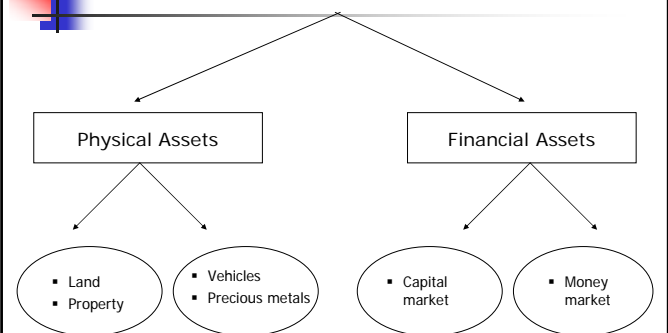 Physical Assets
Financial Assets
▪ Land
▪ Property
▪ Vehicles
▪ Precious metals
▪ Capital
market
▪ Money
market